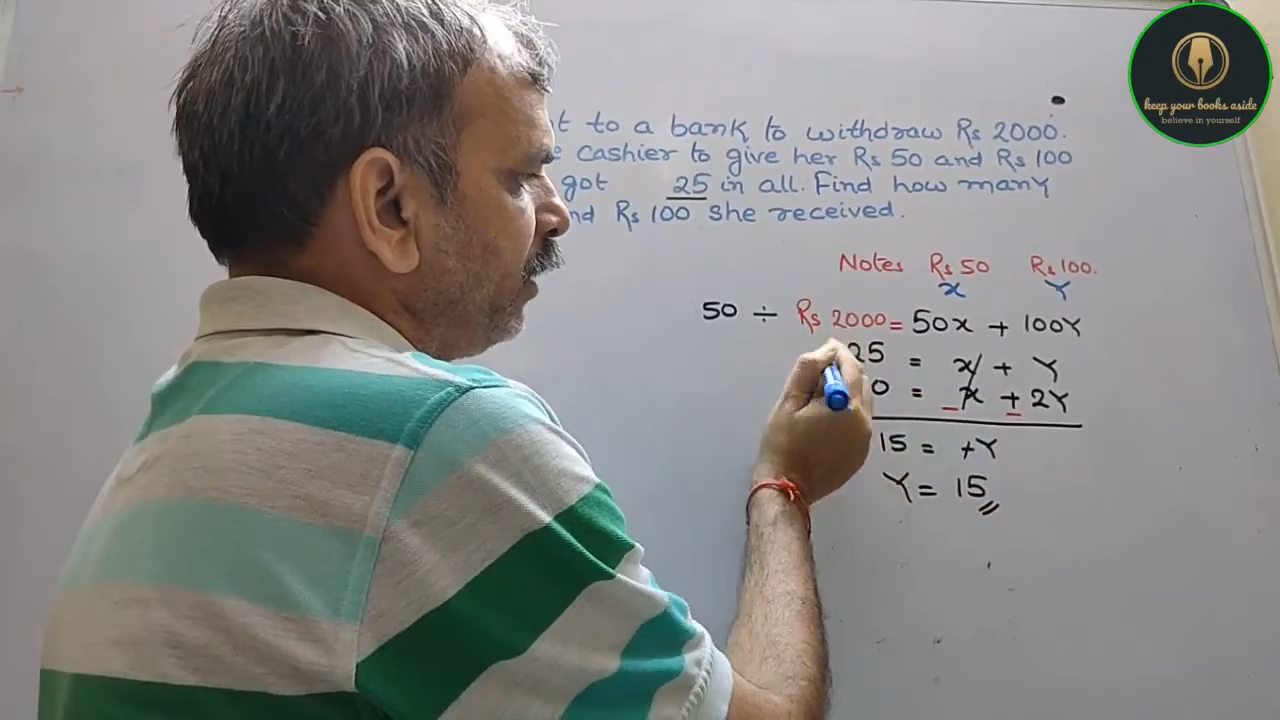 t to a bank to withdraw Rs 2000.
e cashier to give her Rs 50 and Rs 100
got 25 in all. Find how many
nd Rs 100 she received.
Notes Rs 50 Rs 100.
x Y
50 ÷ Rs 2000 = 50x + 100Y
25 = x + Y
0 = x + 2Y
15 = +Y
Y = 15
keep your books aside
believe in yourself